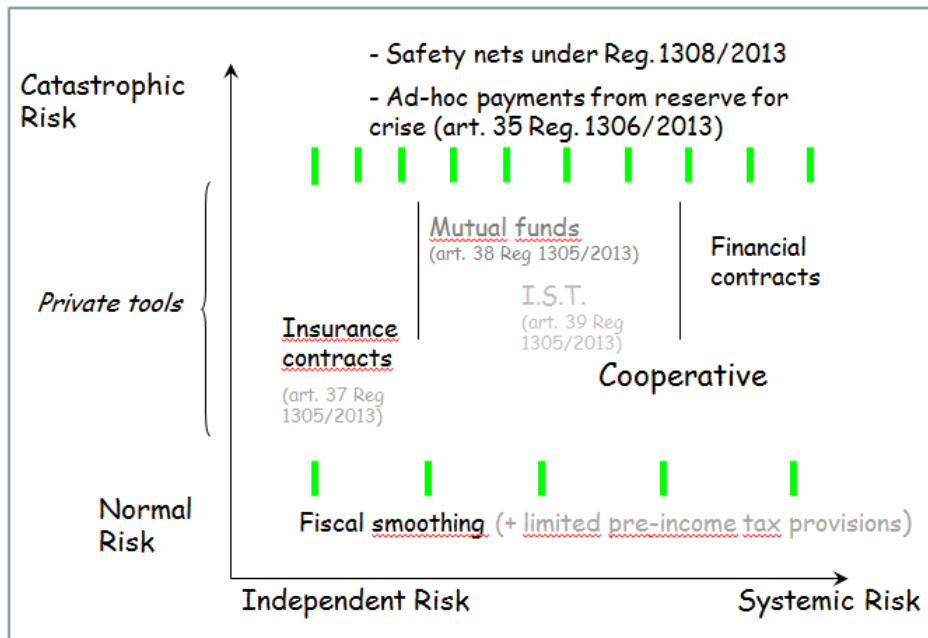 - Safety nets under Reg. 1308/2013
- Ad-hoc payments from reserve for
crise (art. 35 Reg. 1306/2013)
Catastrophic
Risk
Mutual funds
(art. 38 Reg 1305/2013)
Financial
contracts
Private tools
I.S.T.
(art. 39 Reg
1305/2013)
Insurance
contracts
(art. 37 Reg
1305/2013)
Cooperative
Normal
Risk
Fiscal smoothing (+ limited pre-income tax provisions)
Independent Risk
Systemic Risk